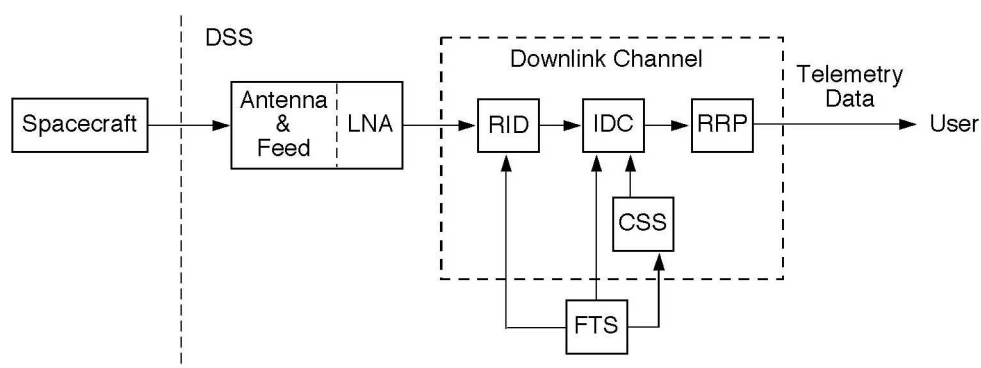 DSS
Downlink Channel
Telemetry
Data
Spacecraft
Antenna
&
Feed
LNA
RID
IDC
RRP
User
CSS
FTS